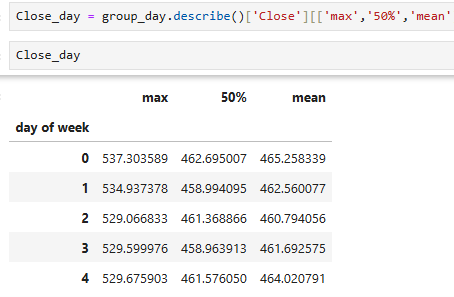 Close_day = group_day.describe()['Close'][['max','50%','mean'
Close_day
max 50% mean
day of week
0 537.303589 462.695007 465.258339
1 534.937378 458.994095 462.560077
2 529.066833 461.368866 460.794056
3 529.599976 458.963913 461.692575
4 529.675903 461.576050 464.020791